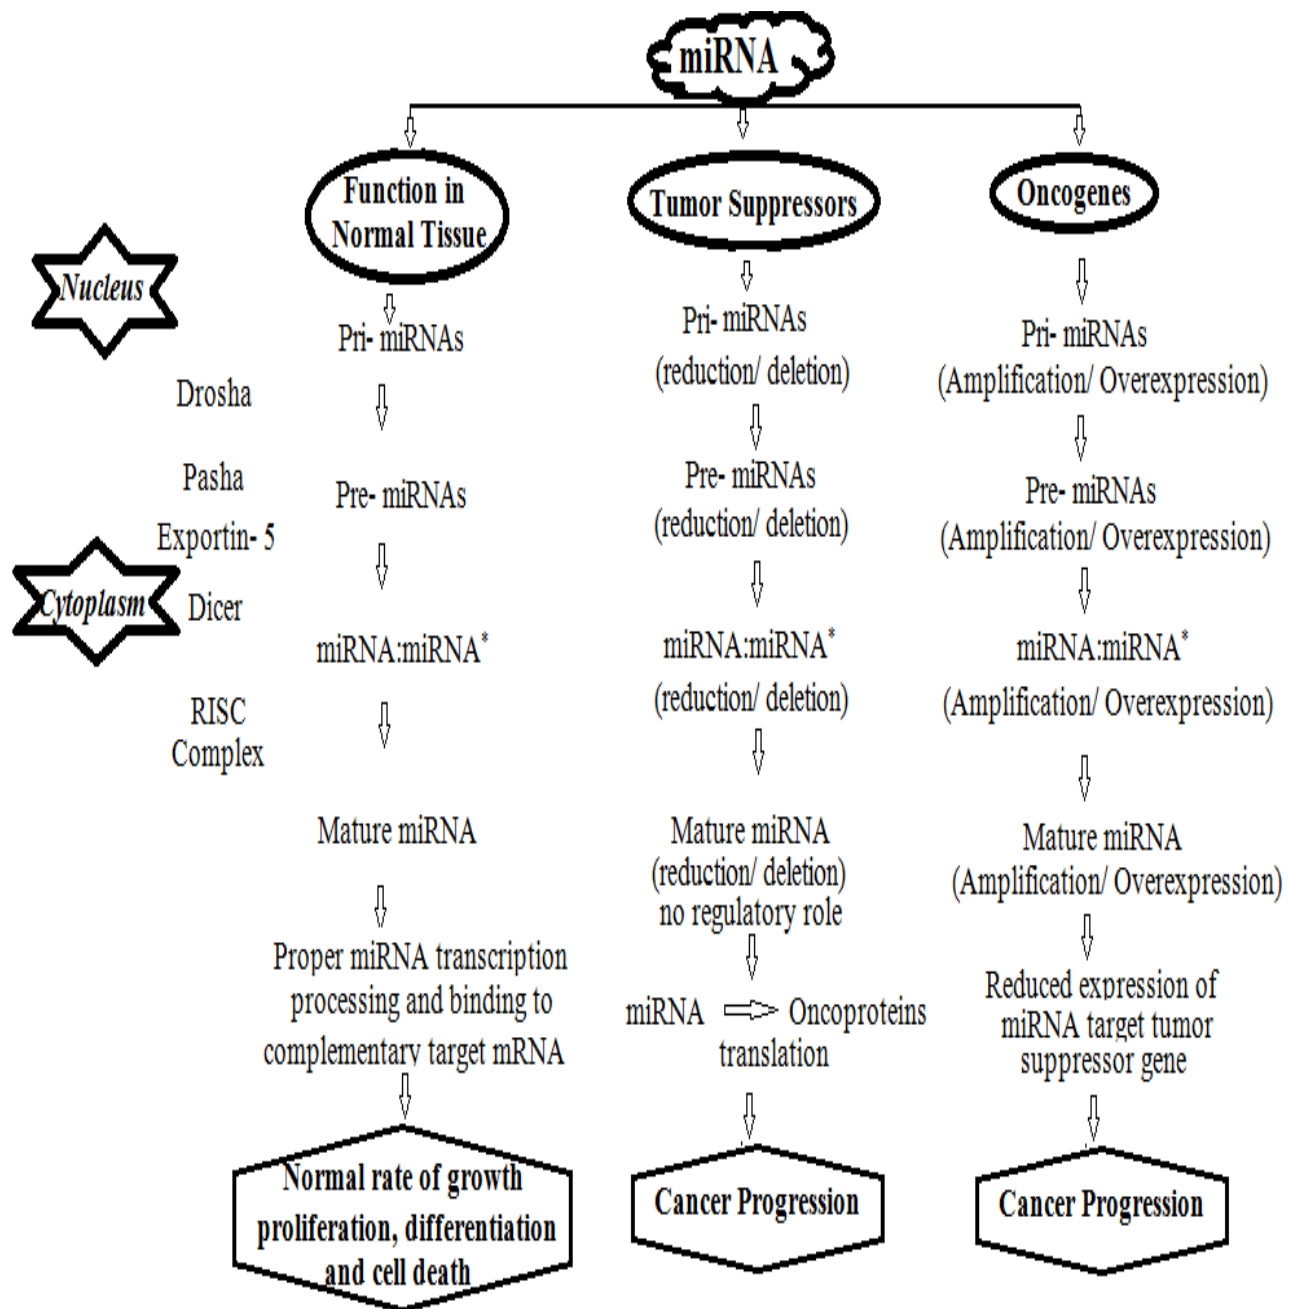 miRNA
Function in
Normal Tissue
Tumor Suppressors
Oncogenes
Nucleus
Drosha
Pasha
Exportin- 5
Cytoplasm
Dicer
RISC
Complex
Pri- miRNAs
Pre- miRNAs
miRNA:miRNA*
Mature miRNA
Proper miRNA transcription
processing and binding to
complementary target mRNA
Normal rate of growth
proliferation, differentiation
and cell death
Pri- miRNAs
(reduction/ deletion)
Pre- miRNAs
(reduction/ deletion)
miRNA:miRNA*
(reduction/ deletion)
Mature miRNA
(reduction/ deletion)
no regulatory role
miRNA Oncoproteins
translation
Cancer Progression
Pri- miRNAs
(Amplification/ Overexpression)
Pre- miRNAs
(Amplification/ Overexpression)
miRNA:miRNA*
(Amplification/ Overexpression)
Mature miRNA
(Amplification/ Overexpression)
Reduced expression of
miRNA target tumor
suppressor gene
Cancer Progression